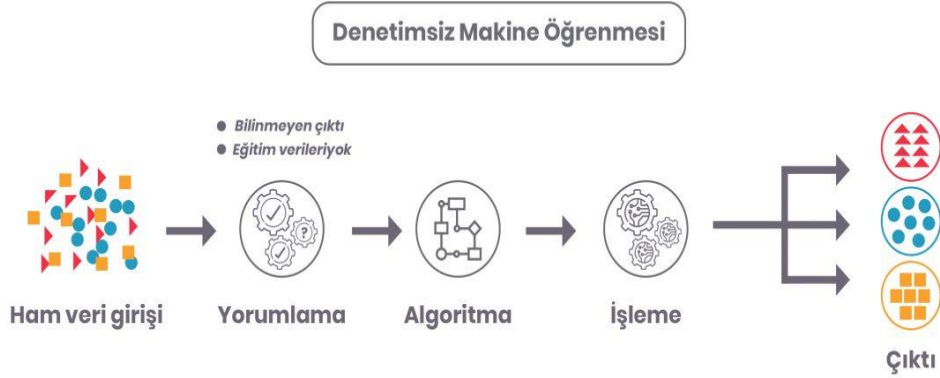 Denetimsiz Makine Öğrenmesi
Bilinmeyen çıktı
Eğitim verileriyok
Ham veri girişi
Yorumlama
?
Algoritma
İşleme
Çıktı